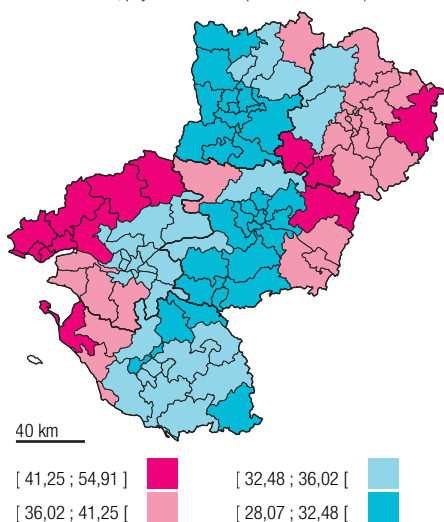 40 km
[ 41,25 ; 54,91 ]
[ 32,48 ; 36,02 [
[ 36,02 ; 41,25 [
[ 28,07 ; 32,48 [